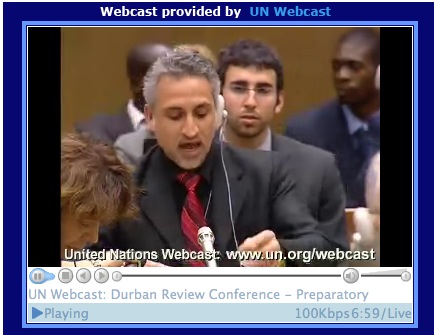 Webcast provided by UN Webcast
United Nations Webcast: www.un.org/webcast
UN Webcast: Durban Review Conference - Preparatory
Playing 100Kbps 6:59/Live